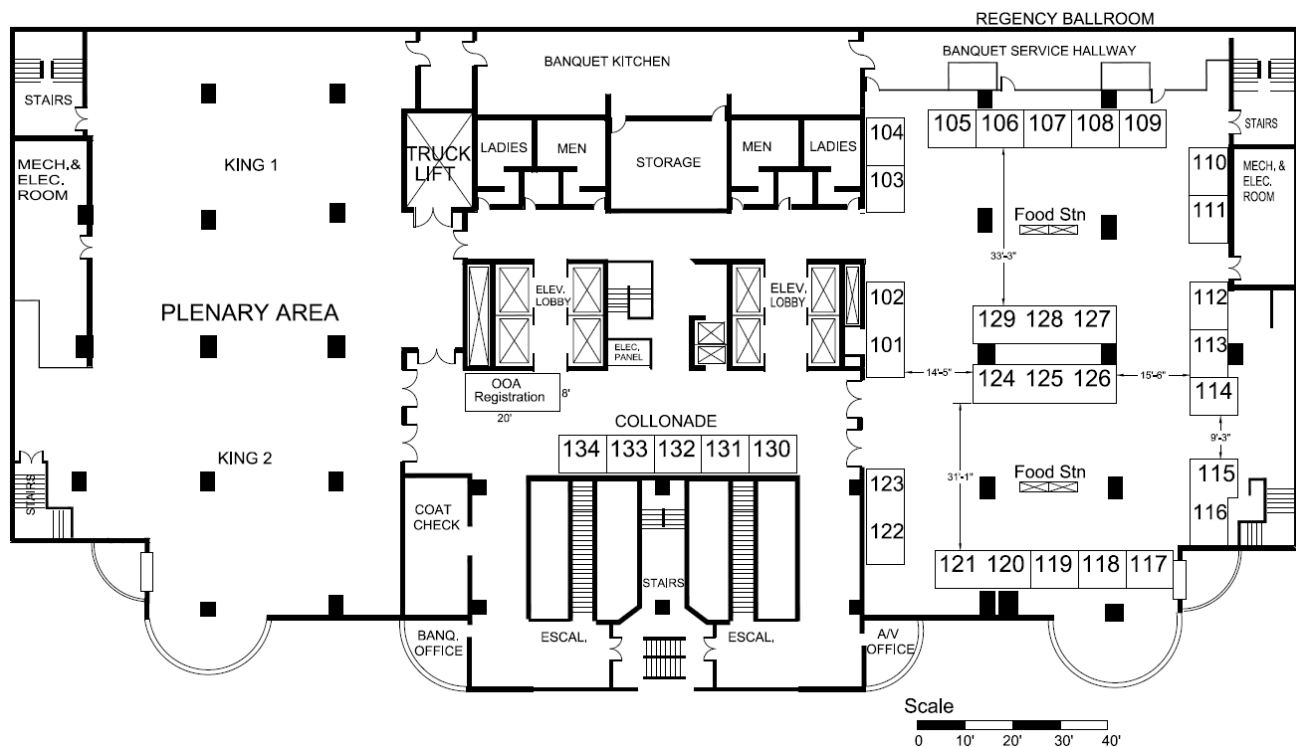 REGENCY BALLROOM
BANQUET SERVICE HALLWAY
BANQUET KITCHEN
STAIRS
105 106 107 108 109
104
STAIRS
TRUCK
LIFT
LADIES
MEN
STORAGE
MEN
LADIES
103
KING 1
MECH,&
ELEC.
ROOM
110
MECH, &
ELEC.
ROOM
111
Food Stn
33'-3"
PLENARY AREA
ELEV,
LOBBY
ELEV,
LOBBY
102
101
129 128 127
112
113
ELEC,
PANEL
OOA
Registration
8'
20'
14'-5"
124 125 126
15'-6"
114
COLLONADE
9'-3"
134 133 132 131 130
KING 2
STAIRS
COAT
CHECK
123
122
31'-1"
Food Stn
115
116
STAIRS
121 120 119 118 117
BANQ.
OFFICE
ESCAL,
ESCAL,
A/V
OFFICE
Scale
0 10' 20' 30' 40'